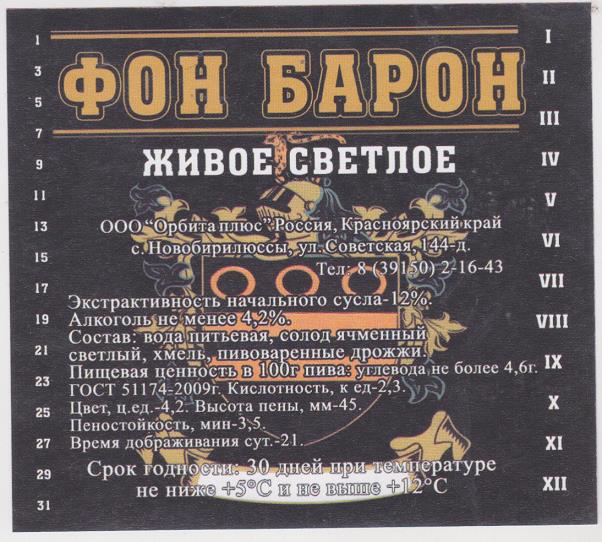 ФОН БАРОН
ЖИВОЕ СВЕТЛОЕ
ООО "Орбита плюс" Россия, Красноярский край
с. Новобирилюссы, ул. Советская, 144-д.
Тел: 8 (39150) 2-16-43
Экстрактивность начального сусла-12%.
Алкоголь не менее 4,2%.
Состав: вода питьевая, солод ячменный
светлый, хмель, пивоваренные дрожжи.
Пищевая ценность в 100г пива: углевода не более 4,6г.
ГОСТ 51174-2009г. Кислотность, к ед-2,3.
Цвет, ц.ед.-4,2. Высота пены, мм-45.
Пеностойкость, мин-3,5.
Время дображивания сут.-21.
Срок годности: 30 дней при температуре
не ниже +5°С и не выше +12°С
1
3
5
7
9
11
13
15
17
19
21
23
25
27
29
31
I
II
III
IV
V
VI
VII
VIII
IX
X
XI
XII